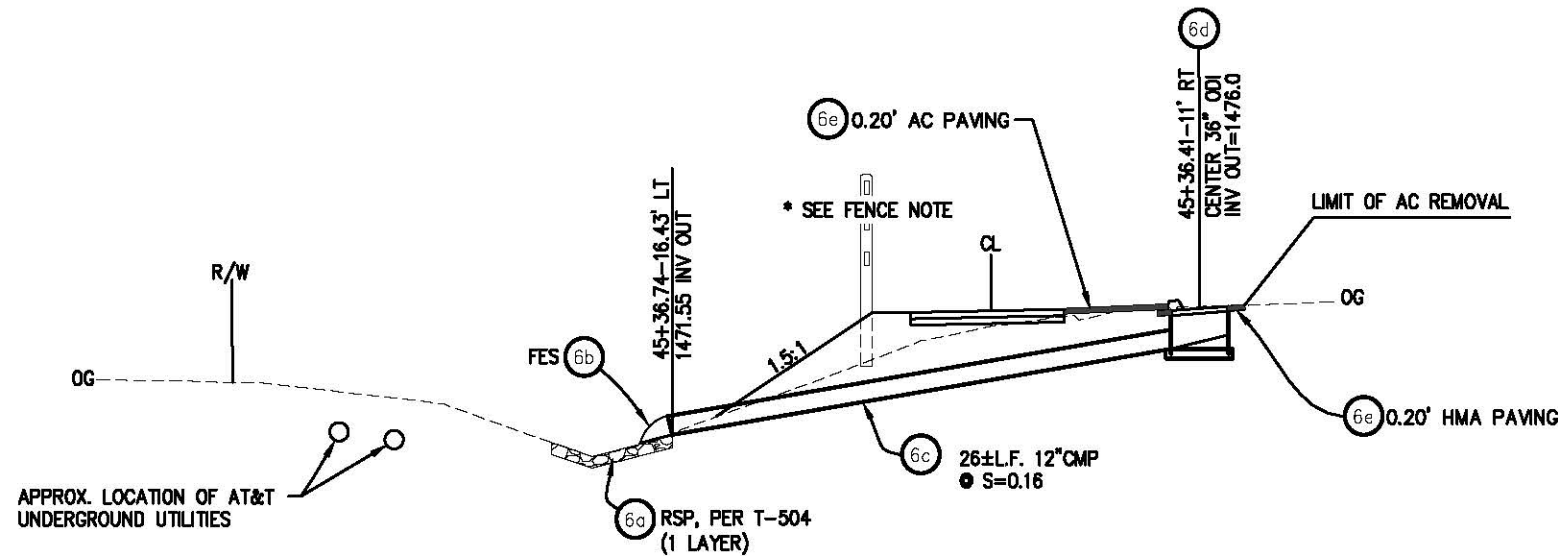 6d
45+36.41-11' RT
CENTER 36" ODI
INV OUT=1476.0
6e 0.20' AC PAVING
45+36.74-16.43' LT
1471.55 INV OUT
* SEE FENCE NOTE
LIMIT OF AC REMOVAL
CL
R/W
OG
1.5:1
FES 6b
OG
6e 0.20' HMA PAVING
6c 26±L.F. 12"CMP
@ S=0.16
APPROX. LOCATION OF AT&T
UNDERGROUND UTILITIES
6a RSP, PER T-504
(1 LAYER)